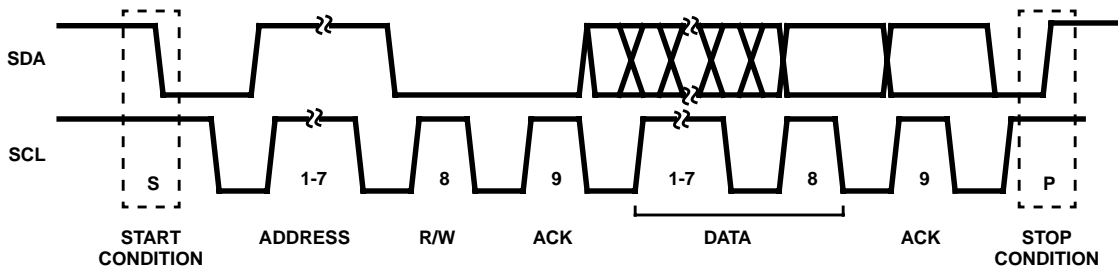 SDA
SCL
S 1-7 8 9 1-7 8 9 P
START CONDITION ADDRESS R/W ACK DATA ACK STOP CONDITION